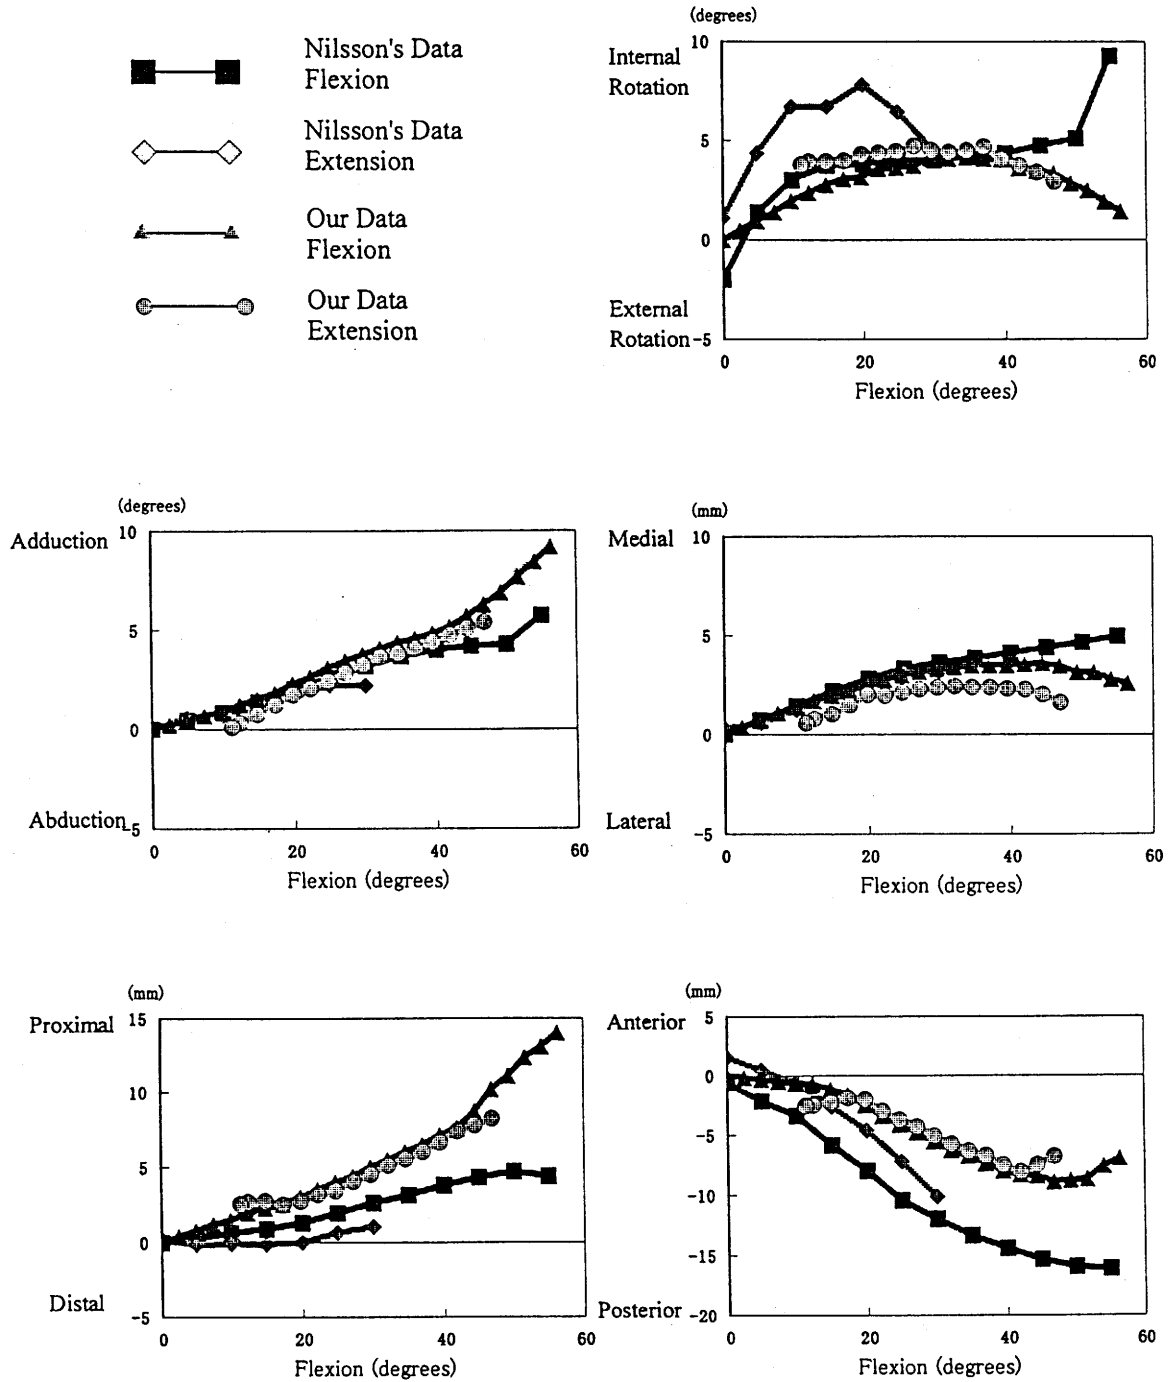 Nilsson's Data
Flexion
Nilsson's Data
Extension
Our Data
Flexion
Our Data
Extension
(degrees)
Internal
Rotation
External
Rotation
10
5
0
-5
0 20 40 60
Flexion (degrees)
(degrees)
Adduction
Abduction
10
5
0
-5
0 20 40 60
Flexion (degrees)
(mm)
Medial
Lateral
10
5
0
-5
0 20 40 60
Flexion (degrees)
(mm)
Proximal
Distal
15
10
5
0
-5
0 20 40 60
Flexion (degrees)
(mm)
Anterior
Posterior
5
0
-5
-10
-15
-20
0 20 40 60
Flexion (degrees)